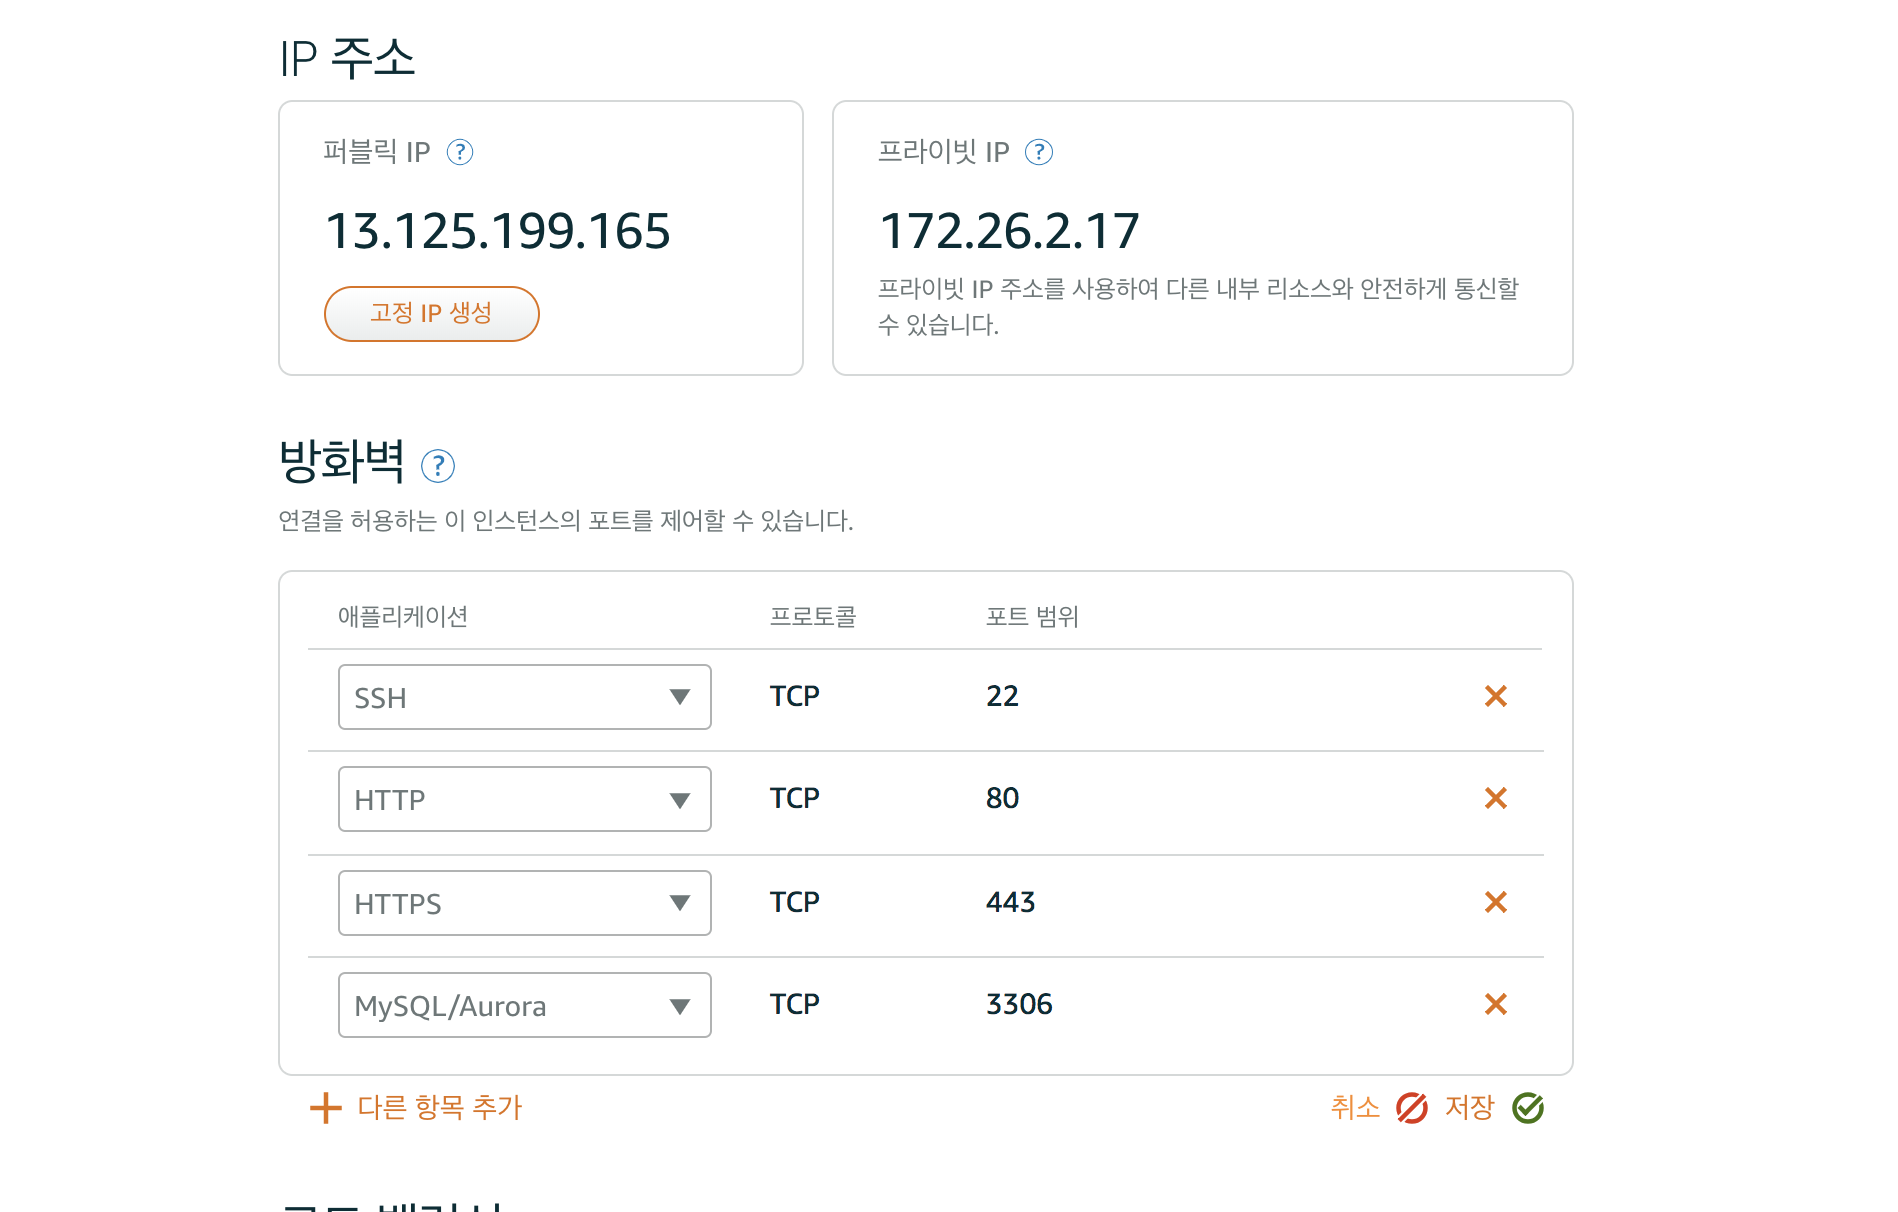 IP 주소
퍼블릭 IP ?
프라이빗 IP ?
13.125.199.165
172.26.2.17
고정 IP 생성
프라이빗 IP 주소를 사용하여 다른 내부 리소스와 안전하게 통신할
수 있습니다.
방화벽 ?
연결을 허용하는 이 인스턴스의 포트를 제어할 수 있습니다.
애플리케이션 프로토콜 포트 범위
SSH TCP 22
HTTP TCP 80
HTTPS TCP 443
MySQL/Aurora TCP 3306
다른 항목 추가 취소 저장